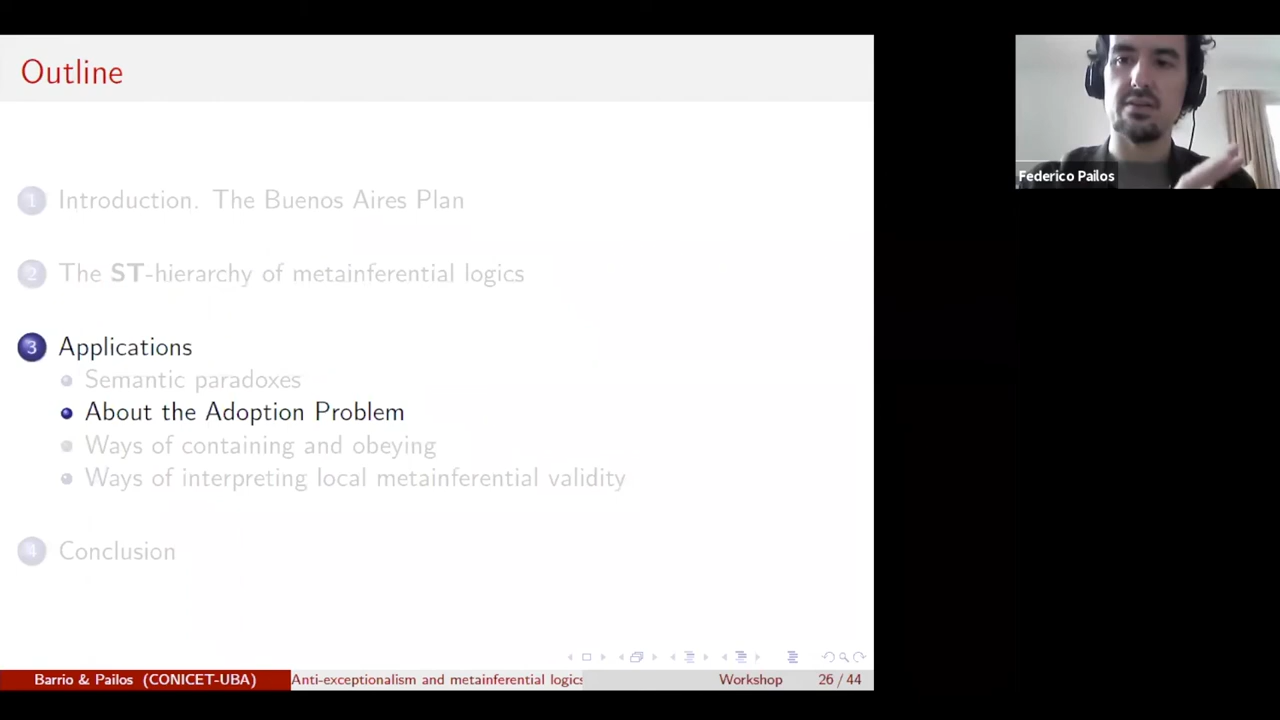 Outline
Federico Pailos
1 Introduction. The Buenos Aires Plan
2 The ST-hierarchy of metainferential logics
3 Applications
Semantic paradoxes
About the Adoption Problem
Ways of containing and obeying
Ways of interpreting local metainferential validity
4 Conclusion
Barrio & Pailos (CONICET-UBA) Anti-exceptionalism and metainferential logics Workshop 26 / 44